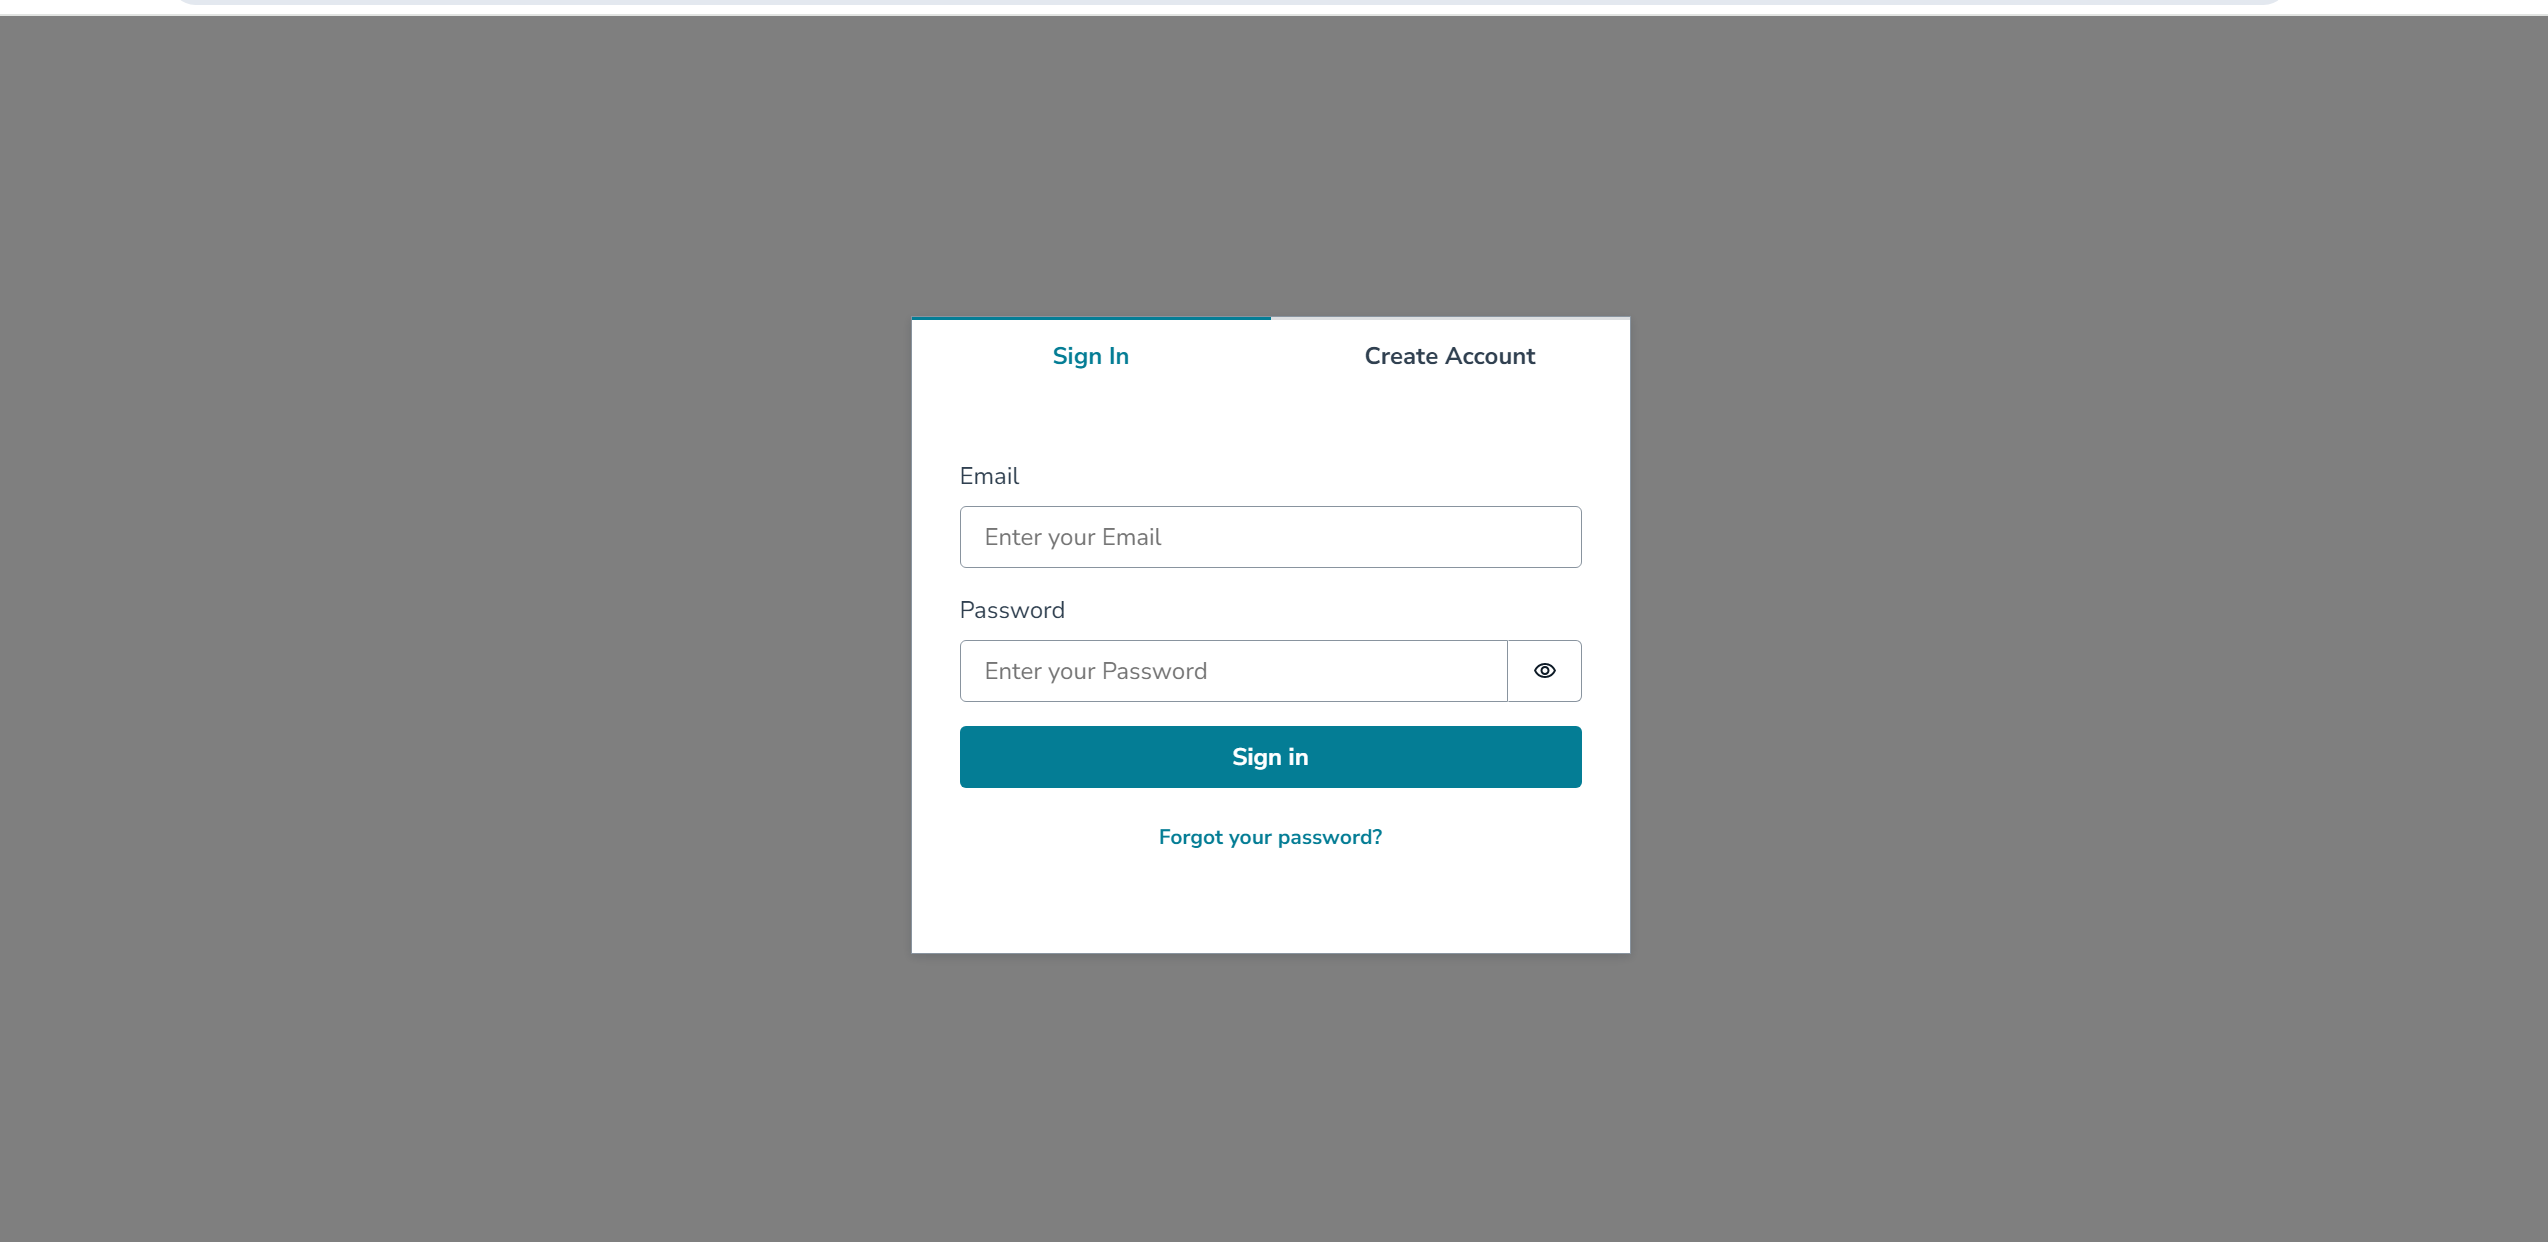 Sign In
Create Account
Email
Enter your Email
Password
Enter your Password
Sign in
Forgot your password?